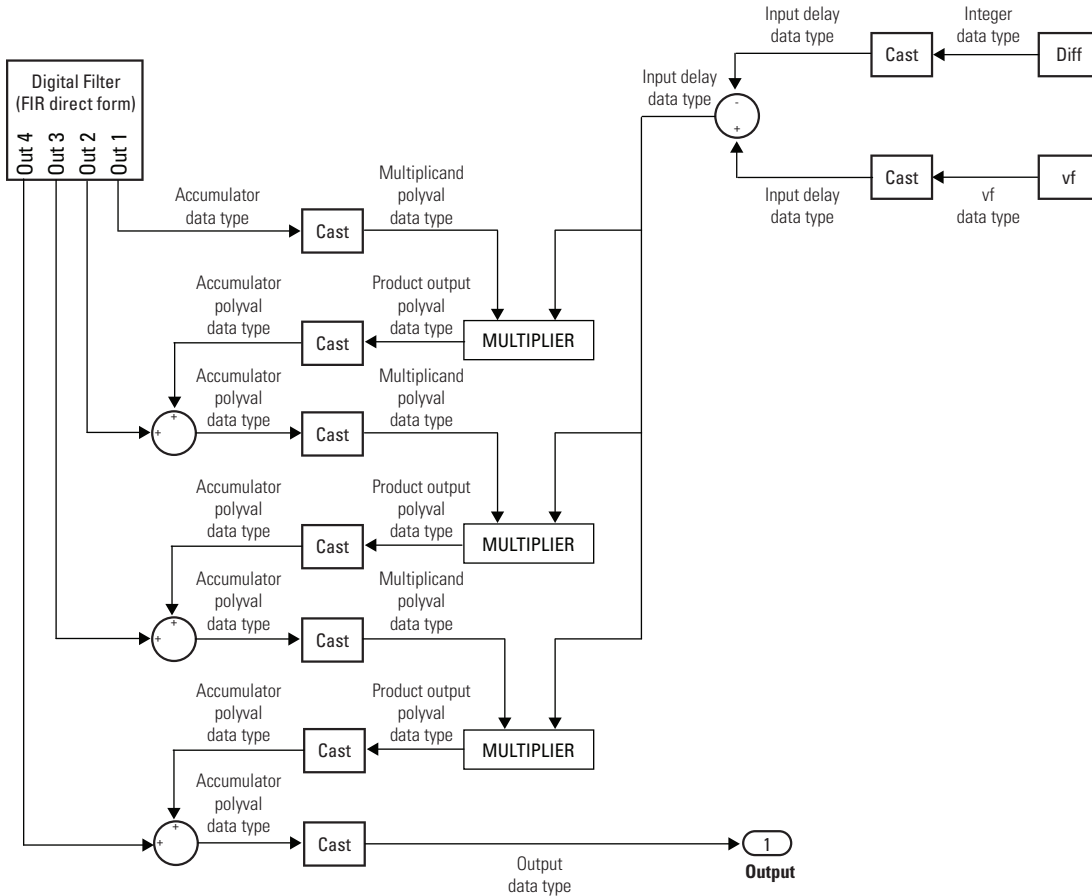 Digital Filter
(FIR direct form)
Out 4
Out 3
Out 2
Out 1
Input delay
data type
Cast
Integer
data type
Diff
Input delay
data type
-
+
Input delay
data type
Cast
vf
data type
vf
Accumulator
data type
Cast
Multiplicand
polyval
data type
Accumulator
polyval
data type
Cast
Product output
polyval
data type
MULTIPLIER
+
+
Accumulator
polyval
data type
Cast
Multiplicand
polyval
data type
Accumulator
polyval
data type
Cast
Product output
polyval
data type
MULTIPLIER
+
+
Accumulator
polyval
data type
Cast
Multiplicand
polyval
data type
Accumulator
polyval
data type
Cast
Product output
polyval
data type
MULTIPLIER
+
+
Accumulator
polyval
data type
Cast
Output
data type
1
Output